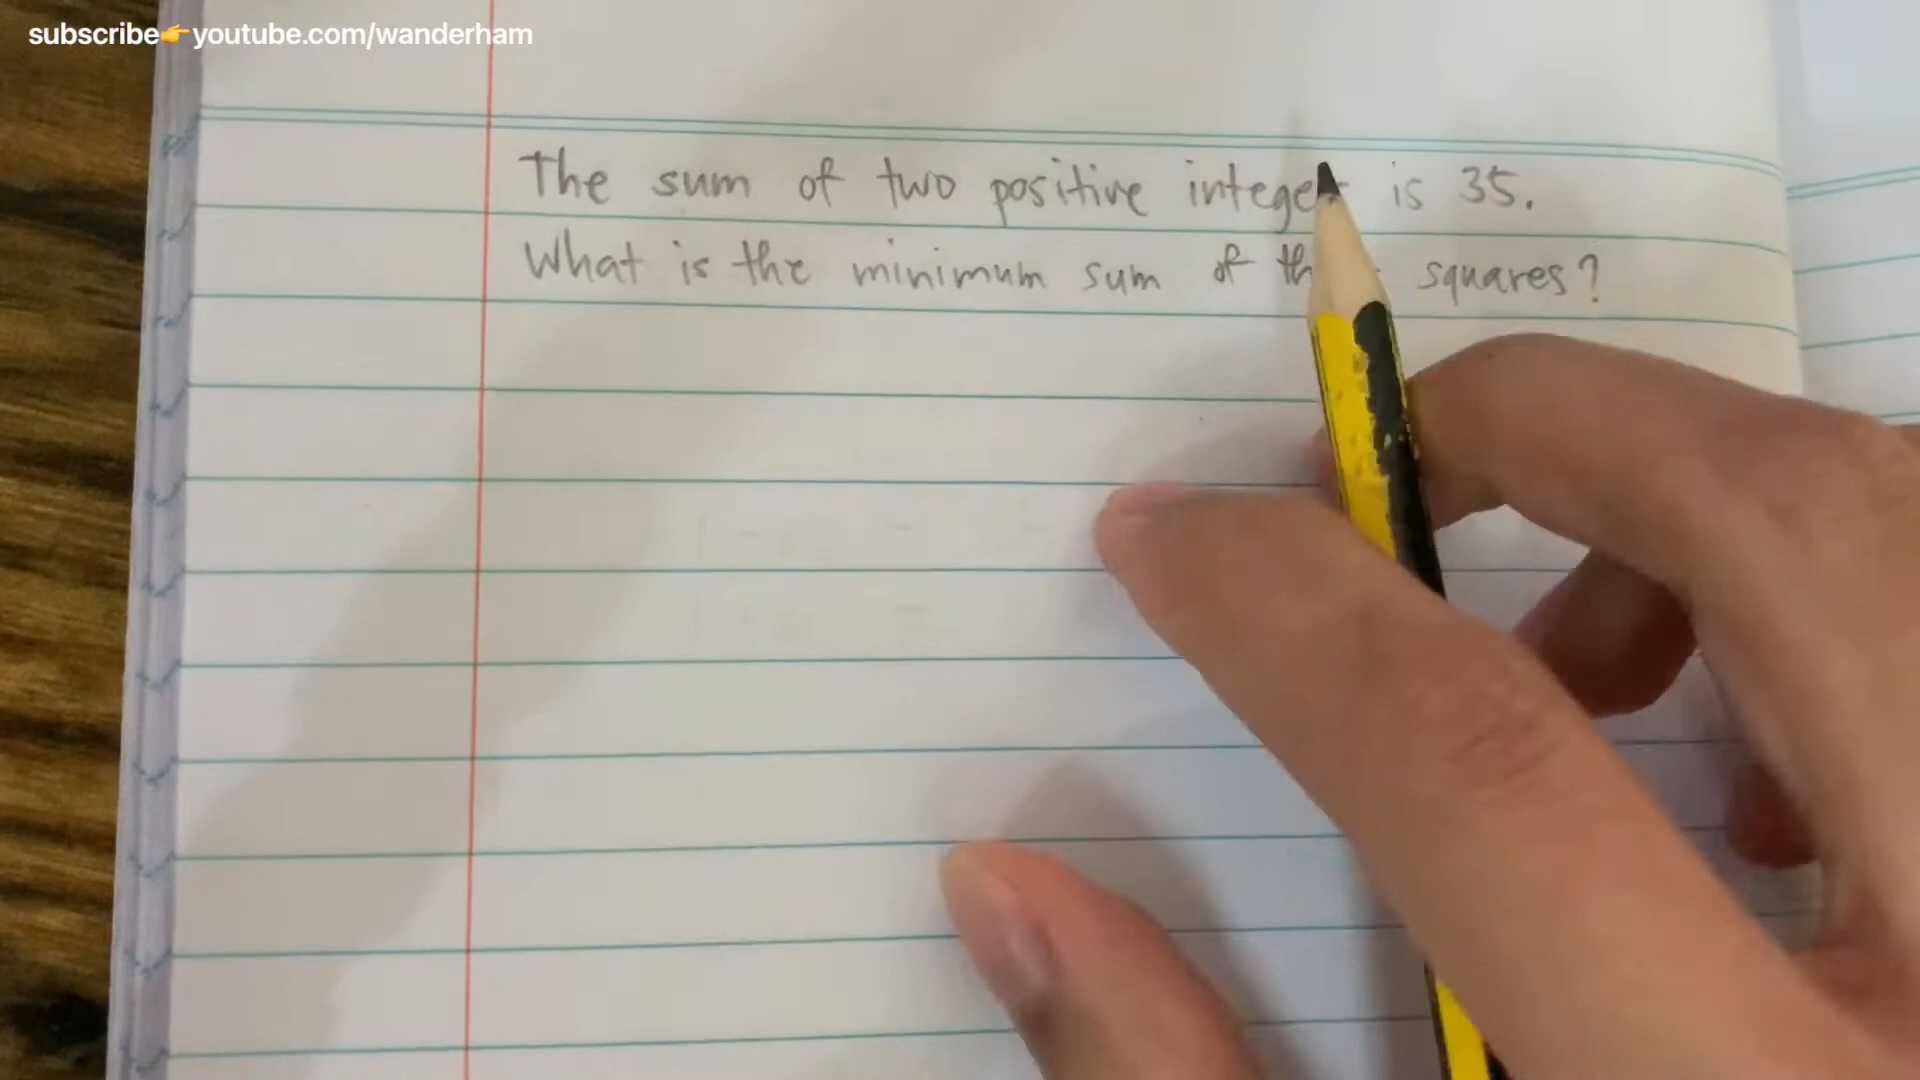 subscribe👉youtube.com/wanderham
The sum of two positive is 35.
What is the minimum sum of squares?